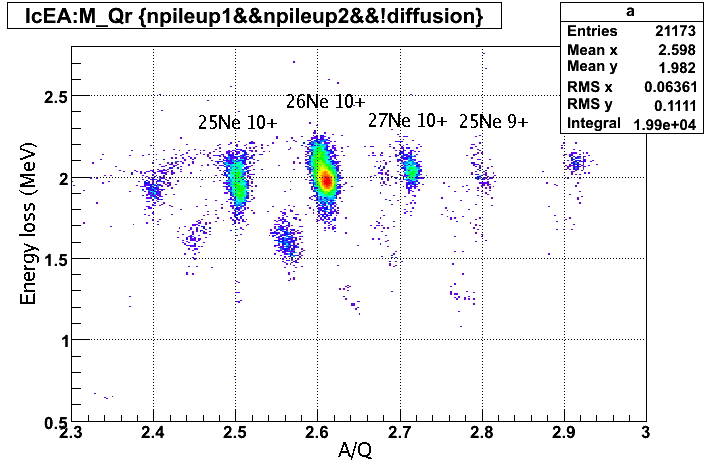 IcEA:M_Qr {npileup1&&npileup2&&!diffusion}
a
Entries 21173
Mean x 2.598
Mean y 1.982
RMS x 0.06361
RMS y 0.1111
Integral 1.99e+04
26Ne 10+
25Ne 10+
27Ne 10+
25Ne 9+
Energy loss (MeV)
2.5
2
1.5
1
0.5
2.3 2.4 2.5 2.6 2.7 2.8 2.9 3
A/Q